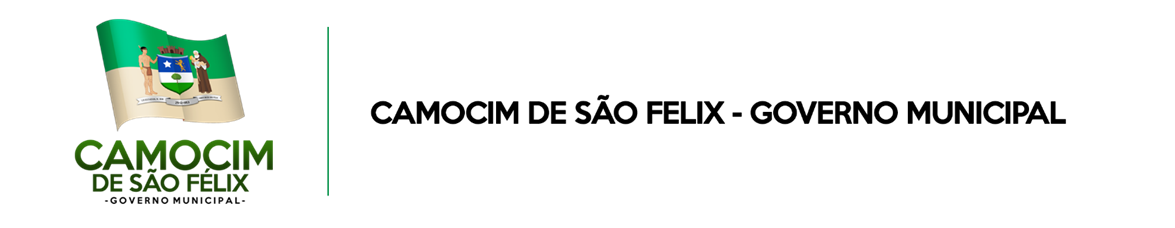 CAMOCIM
DE SÃO FÉLIX
-GOVERNO MUNICIPAL-
CAMOCIM DE SÃO FELIX - GOVERNO MUNICIPAL